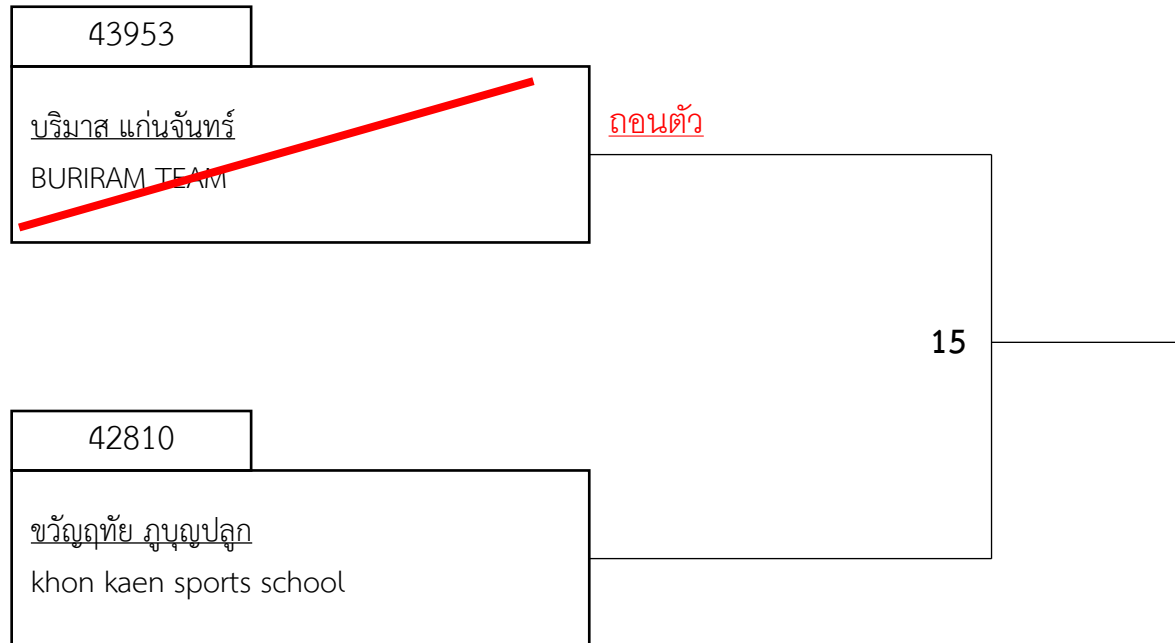 43953
บริมาส แก่นจันทร์
BURIRAM TEAM
ถอนตัว
15
42810
ขวัญฤทัย ภูบุญปลูก
khon kaen sports school